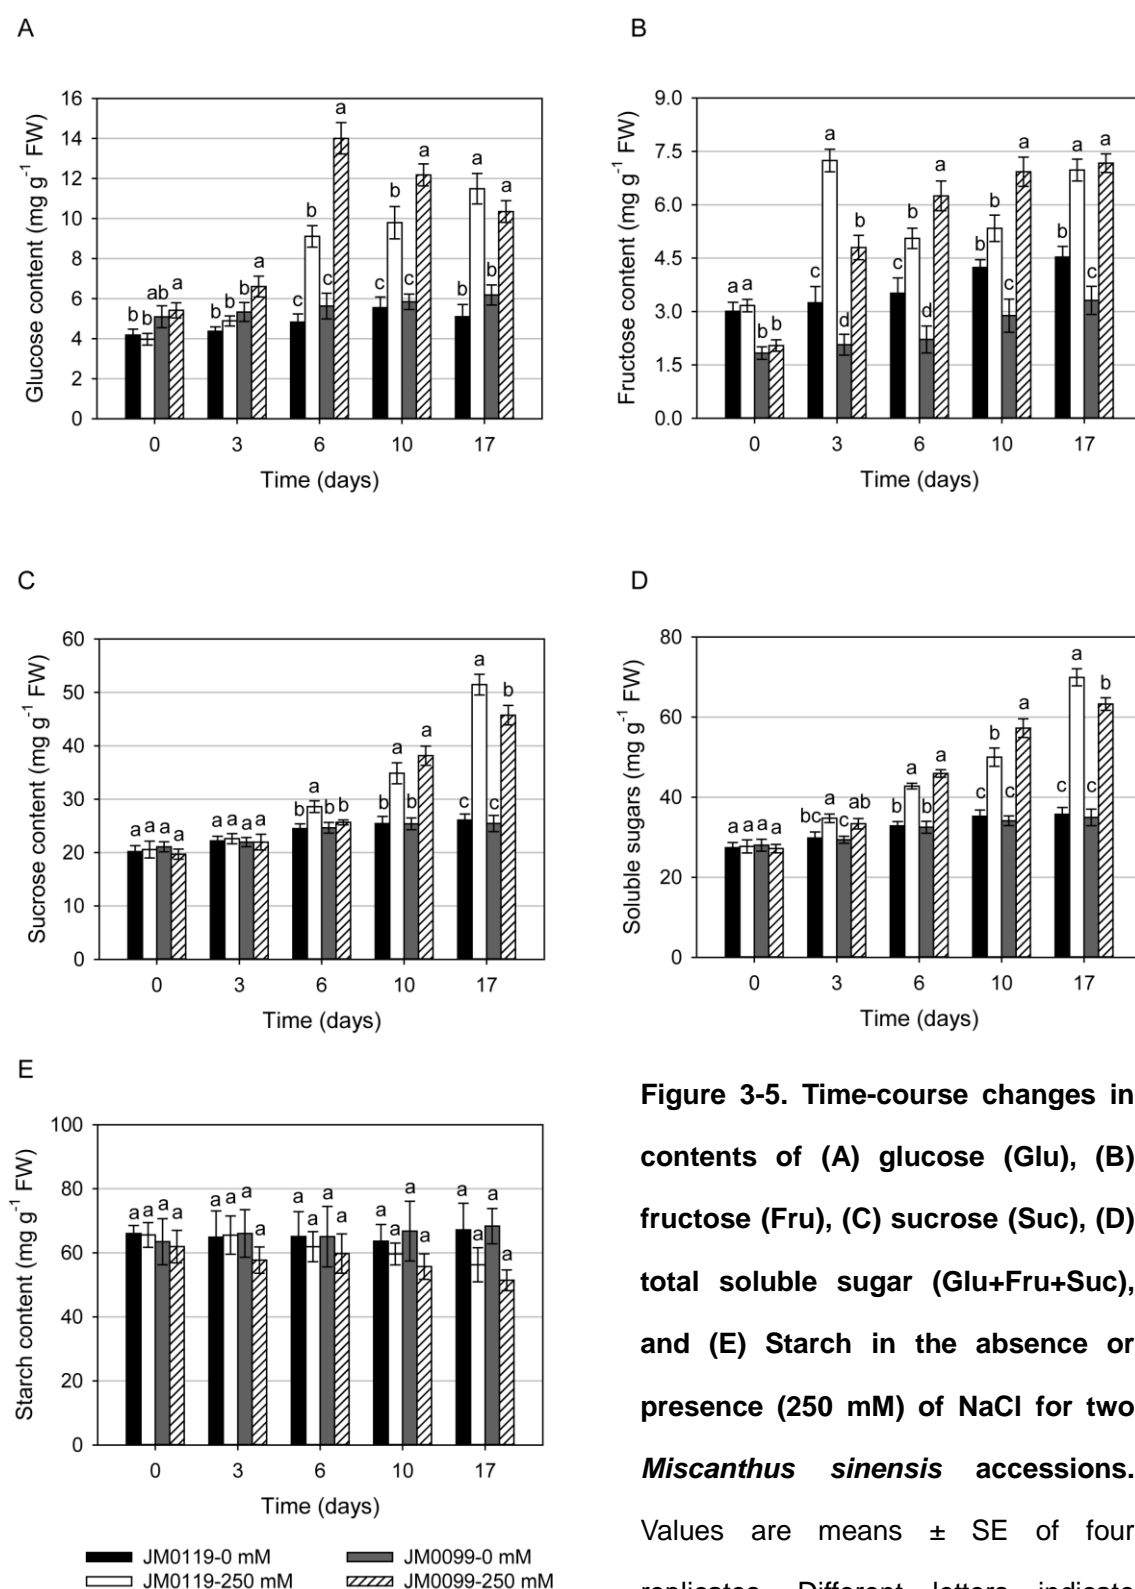 A
B
Glucose content (mg g⁻¹ FW)
16
14
12
10
8
6
4
2
0
b b ab a
b b b a
c b c a
c b c a
b a b a
0 3 6 10 17
Time (days)
Fructose content (mg g⁻¹ FW)
9.0
7.5
6.0
4.5
3.0
1.5
0.0
a a b b
c a d b
c b d a
b b c a
b a c a
0 3 6 10 17
Time (days)
C
D
Sucrose content (mg g⁻¹ FW)
60
50
40
30
20
10
0
a a a a
a a a a
b a b b
b a b a
c a c b
0 3 6 10 17
Time (days)
Soluble sugars (mg g⁻¹ FW)
80
60
40
20
0
a a a a
bc a c ab
b a b a
c b c a
c a c b
0 3 6 10 17
Time (days)
E
Starch content (mg g⁻¹ FW)
100
80
60
40
20
0
a a a a
a a a a
a a a a
a a a a
a a a a
0 3 6 10 17
Time (days)
JM0119-0 mM JM0099-0 mM
JM0119-250 mM JM0099-250 mM
Figure 3-5. Time-course changes in
contents of (A) glucose (Glu), (B)
fructose (Fru), (C) sucrose (Suc), (D)
total soluble sugar (Glu+Fru+Suc),
and (E) Starch in the absence or
presence (250 mM) of NaCl for two
Miscanthus sinensis accessions.
Values are means ± SE of four
replicates. Different letters indicate